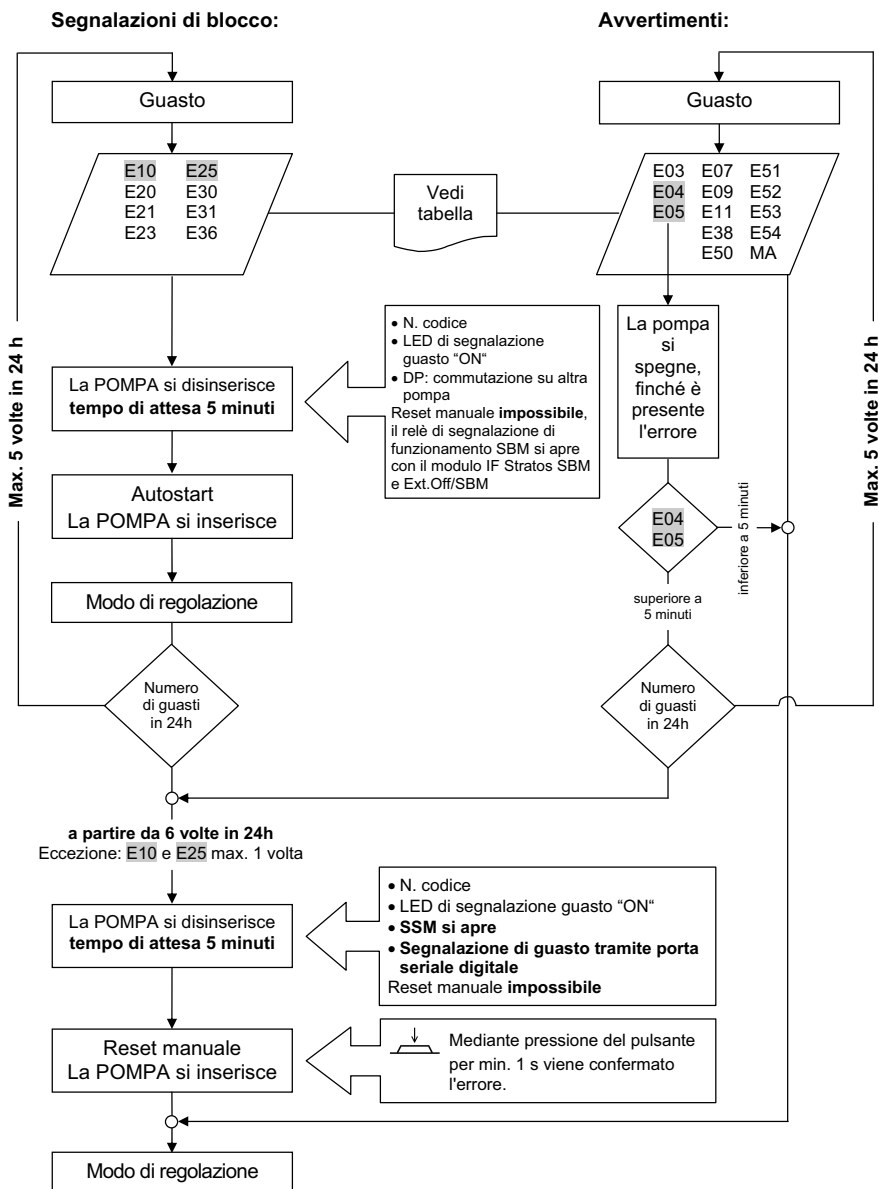 Segnalazioni di blocco:
Guasto
E10 E25
E20 E30
E21 E31
E23 E36
Max. 5 volte in 24 h
La POMPA si disinserisce
tempo di attesa 5 minuti
• N. codice
• LED di segnalazione
guasto “ON“
• DP: commutazione su altra
pompa
Reset manuale impossibile,
il relè di segnalazione di
funzionamento SBM si apre
con il modulo IF Stratos SBM
e Ext.Off/SBM
Autostart
La POMPA si inserisce
Modo di regolazione
Numero
di guasti
in 24h
Vedi
tabella
Avvertimenti:
Guasto
E03 E07 E51
E04 E09 E52
E05 E11 E53
E38 E54
E50 MA
La pompa
si
spegne,
finché è
presente
l'errore
E04
E05
inferiore a 5 minuti
superiore a
5 minuti
Numero
di guasti
in 24h
Max. 5 volte in 24 h
a partire da 6 volte in 24h
Eccezione: E10 e E25 max. 1 volta
La POMPA si disinserisce
tempo di attesa 5 minuti
• N. codice
• LED di segnalazione guasto “ON“
• SSM si apre
• Segnalazione di guasto tramite porta
seriale digitale
Reset manuale impossibile
Reset manuale
La POMPA si inserisce
Mediante pressione del pulsante
per min. 1 s viene confermato
l'errore.
Modo di regolazione